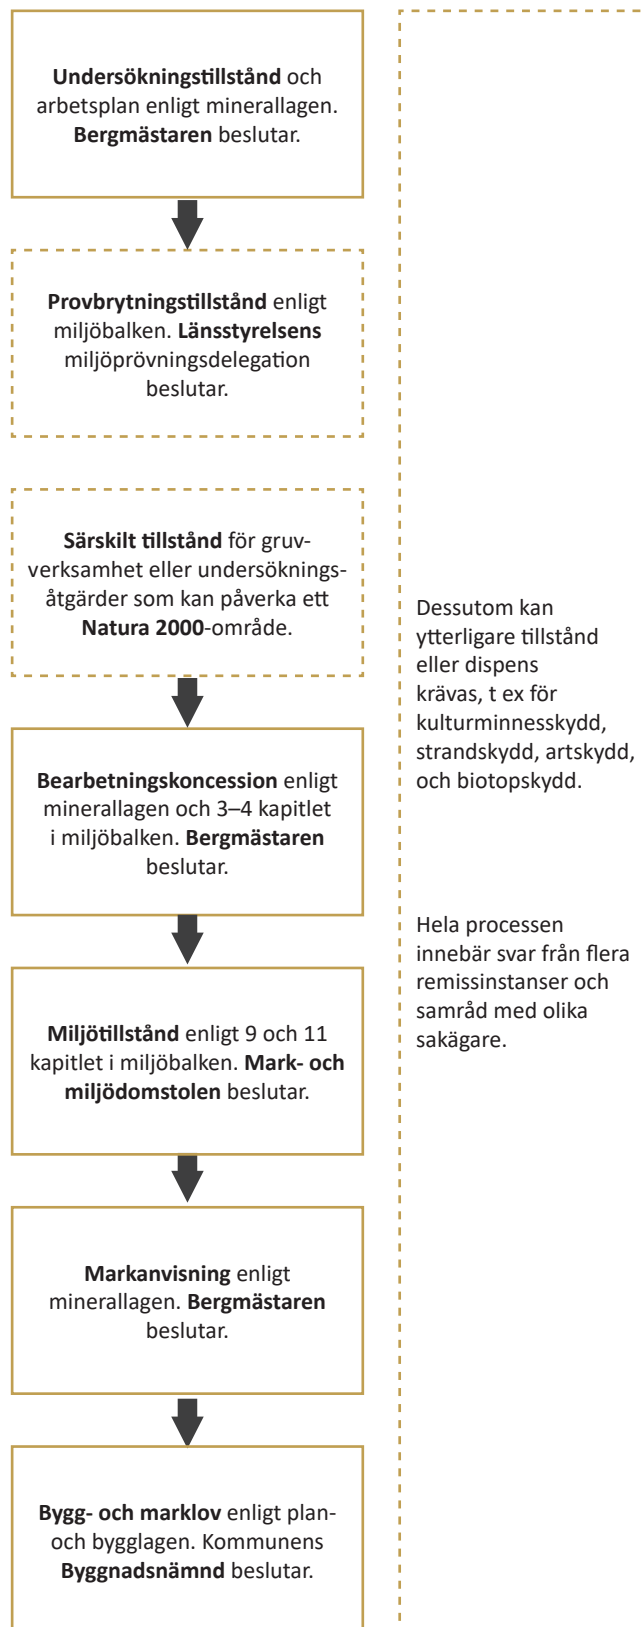 Undersökningstillstånd och
arbetsplan enligt minerallagen.
Bergmästaren beslutar.
Provbrytningstillstånd enligt
miljöbalken. Länsstyrelsens
miljöprövningsdelegation
beslutar.
Särskilt tillstånd för gruv-
verksamhet eller undersöknings-
åtgärder som kan påverka ett
Natura 2000-område.
Bearbetningskoncession enligt
minerallagen och 3–4 kapitlet
i miljöbalken. Bergmästaren
beslutar.
Miljötillstånd enligt 9 och 11
kapitlet i miljöbalken. Mark- och
miljödomstolen beslutar.
Markanvisning enligt
minerallagen. Bergmästaren
beslutar.
Bygg- och marklov enligt plan-
och bygglagen. Kommunens
Byggnadsnämnd beslutar.
Dessutom kan
ytterligare tillstånd
eller dispens
krävas, t ex för
kulturminnesskydd,
strandskydd, artskydd,
och biotopskydd.
Hela processen
innebär svar från flera
remissinstanser och
samråd med olika
sakägare.